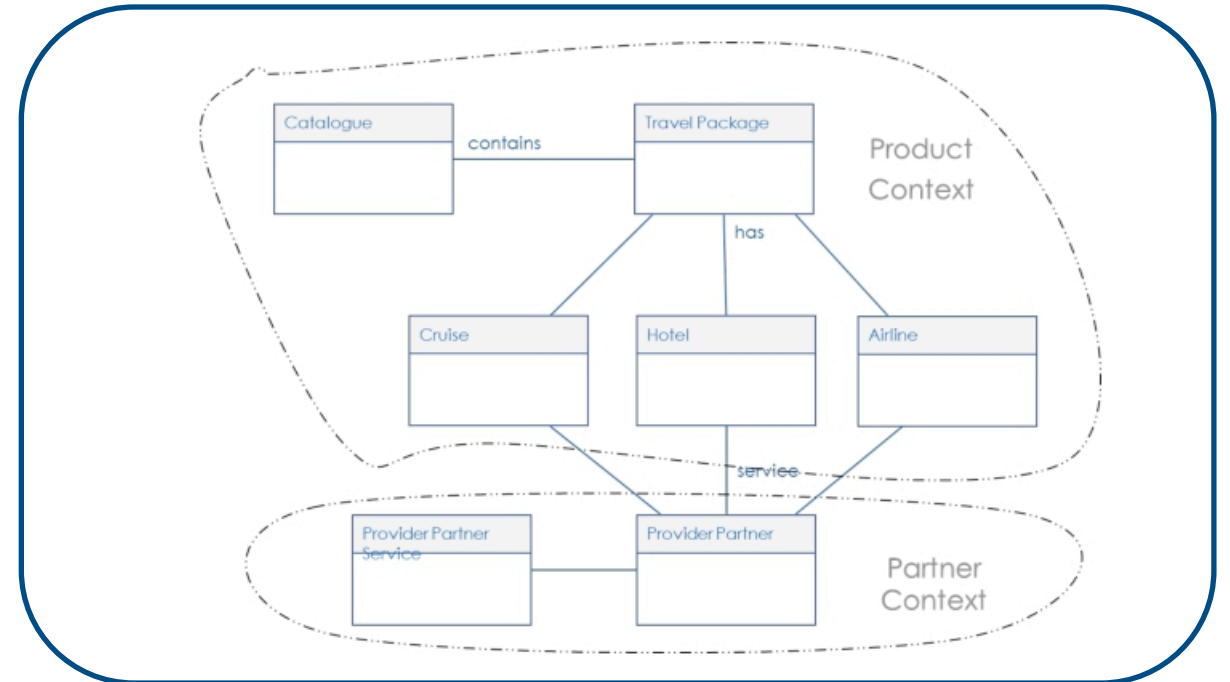 Catalogue
contains
Travel Package
Product
Context
has
Cruise
Hotel
Airline
service
Provider Partner
Service
Provider Partner
Partner
Context